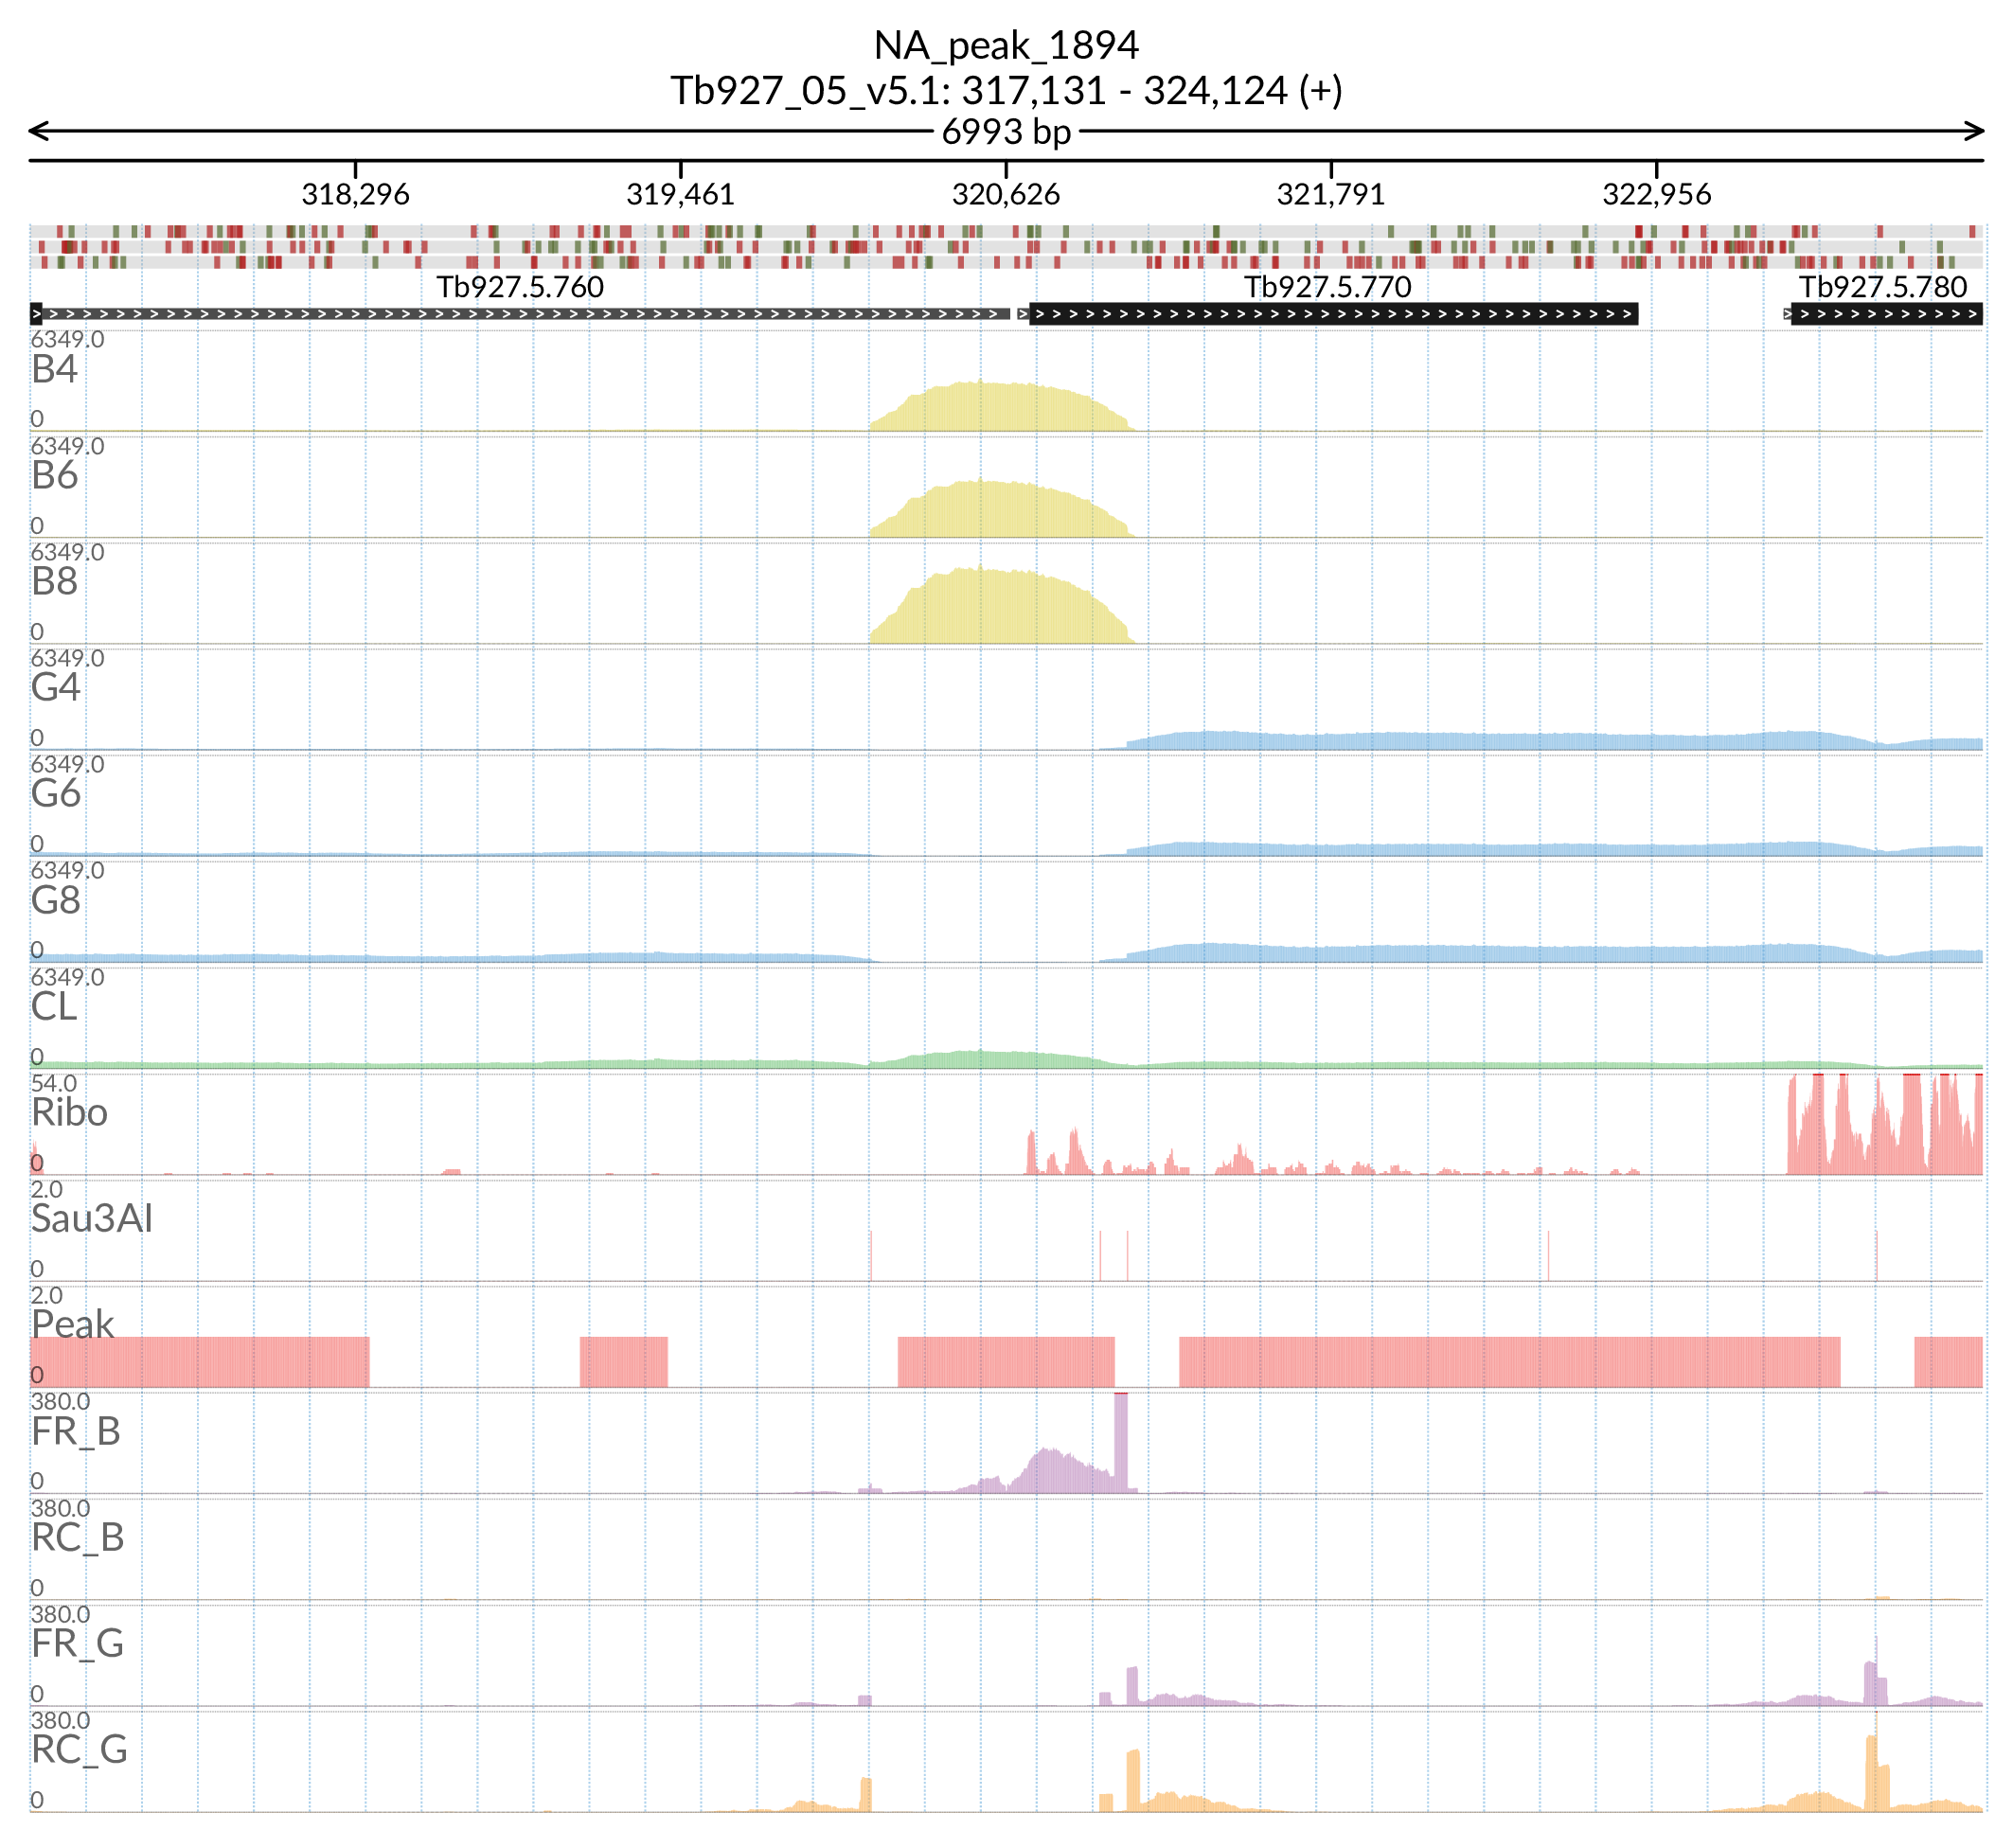 NA_peak_1894
Tb927_05_v5.1: 317,131 - 324,124 (+)
6993 bp
318,296 319,461 320,626 321,791 322,956
Tb927.5.760 Tb927.5.770 Tb927.5.780
6349.0
B4
0
6349.0
B6
0
6349.0
B8
0
6349.0
G4
0
6349.0
G6
0
6349.0
G8
0
6349.0
CL
0
54.0
Ribo
0
2.0
Sau3AI
0
2.0
Peak
0
380.0
FR_B
0
380.0
RC_B
0
380.0
FR_G
0
380.0
RC_G
0